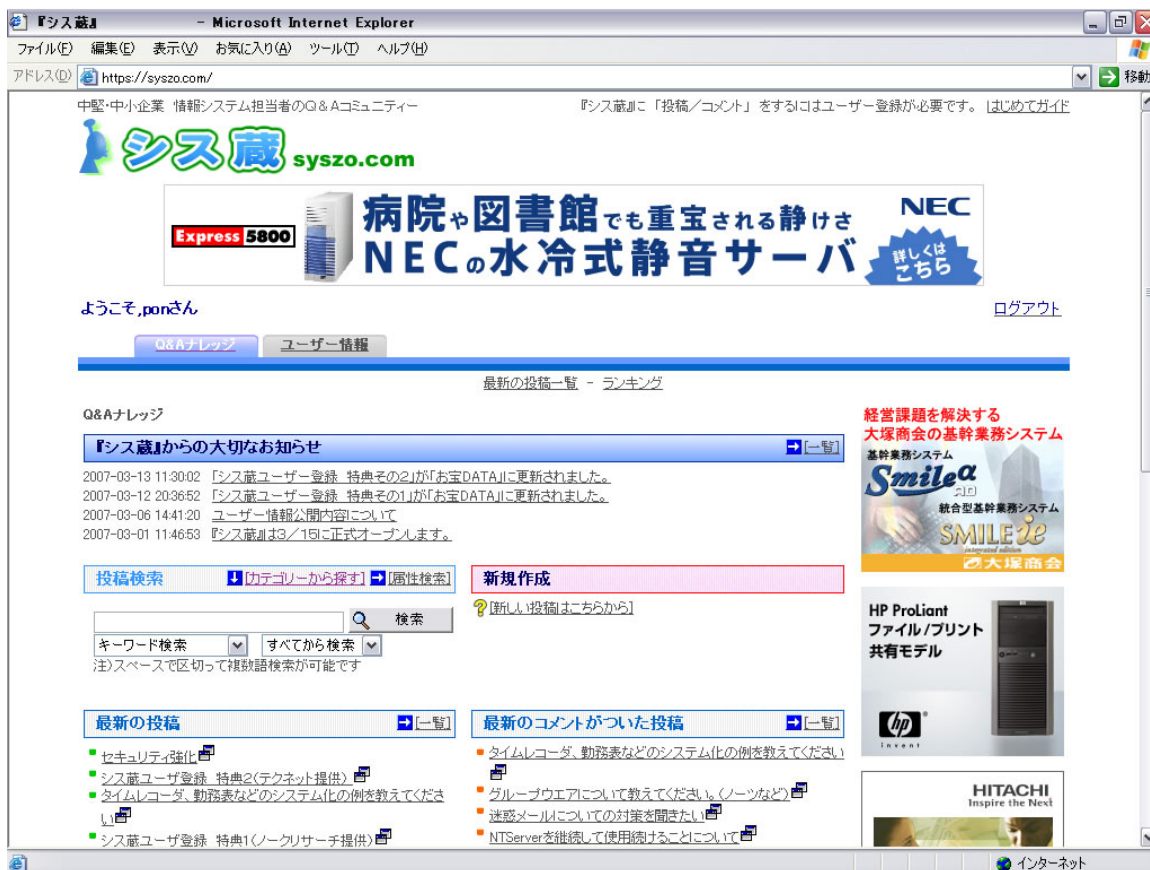 『シス蔵』 - Microsoft Internet Explorer
ファイル(F) 編集(E) 表示(V) お気に入り(A) ツール(T) ヘルプ(H)
アドレス(D) https://syszo.com/ 移動
中堅・中小企業 情報システム担当者のQ&Aコミュニティー
『シス蔵』に「投稿/コメント」をするにはユーザー登録が必要です。 はじめてガイド
シス蔵 syszo.com
Express 5800
病院や図書館でも重宝される静けさ
NECの水冷式静音サーバ
NEC
詳しくは
こちら
ようこそ,ponさん
ログアウト
Q&Aナレッジ ユーザー情報
最新の投稿一覧 - ランキング
Q&Aナレッジ
『シス蔵』からの大切なお知らせ [一覧]
2007-03-13 11:30:02 「シス蔵ユーザー登録 特典その2」が「お宝DATA」に更新されました。
2007-03-12 20:36:52 「シス蔵ユーザー登録 特典その1」が「お宝DATA」に更新されました。
2007-03-06 14:41:20 ユーザー情報公開内容について
2007-03-01 11:46:53 『シス蔵』は3/15に正式オープンします。
投稿検索 [カテゴリーから探す] [属性検索]
検索
キーワード検索 すべてから検索
注)スペースで区切って複数語検索が可能です
新規作成
[新しい投稿はこちらから]
最新の投稿 [一覧]
セキュリティ強化
シス蔵ユーザ登録 特典2(テクネット提供)
タイムレコーダ、勤務表などのシステム化の例を教えてくださ
い
シス蔵ユーザ登録 特典1(ノークリサーチ提供)
最新のコメントがついた投稿 [一覧]
タイムレコーダ、勤務表などのシステム化の例を教えてください
グループウエアについて教えてください。(ノーツなど)
迷惑メールについての対策を聞きたい
NTServerを継続して使用続けることについて
経営課題を解決する
大塚商会の基幹業務システム
基幹業務システム
Smileα
AD
統合型基幹業務システム
SMILE ie
integrated edition
大塚商会
HP ProLiant
ファイル/プリント
共有モデル
hp
invent
HITACHI
Inspire the Next
インターネット